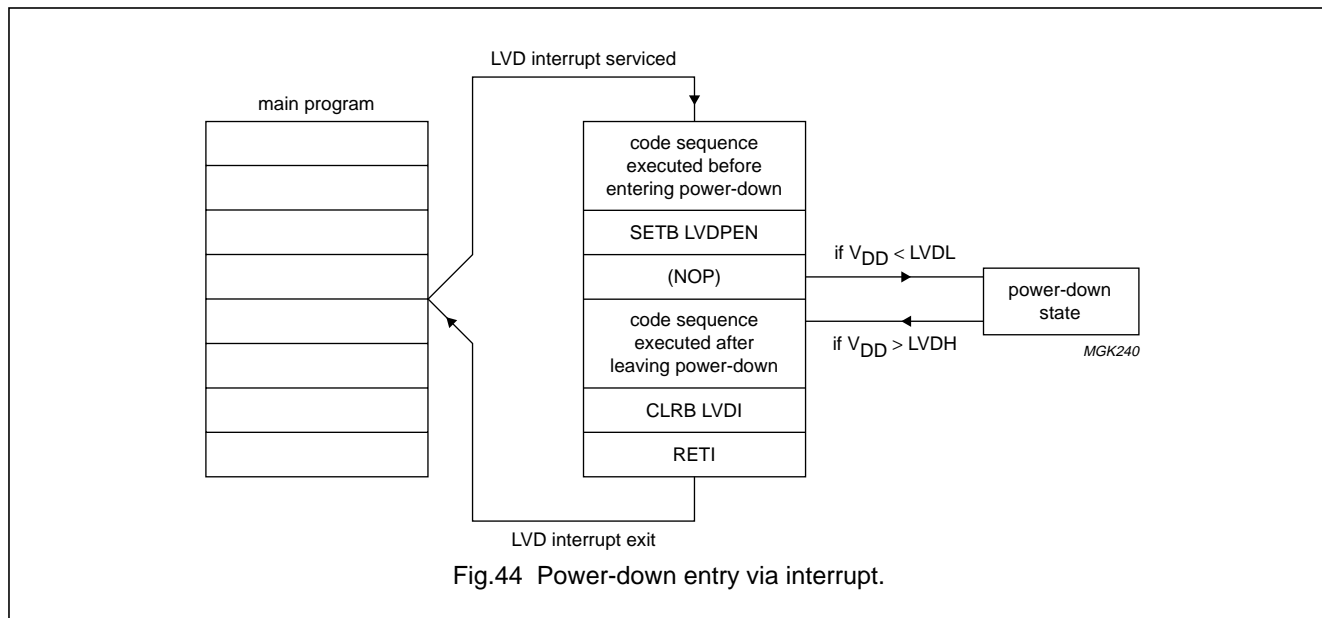 LVD interrupt serviced
main program
code sequence
executed before
entering power-down
SETB LVDPEN
(NOP)
code sequence
executed after
leaving power-down
CLRB LVDI
RETI
if VDD < LVDL
if VDD > LVDH
power-down
state
MGK240
LVD interrupt exit
Fig.44 Power-down entry via interrupt.